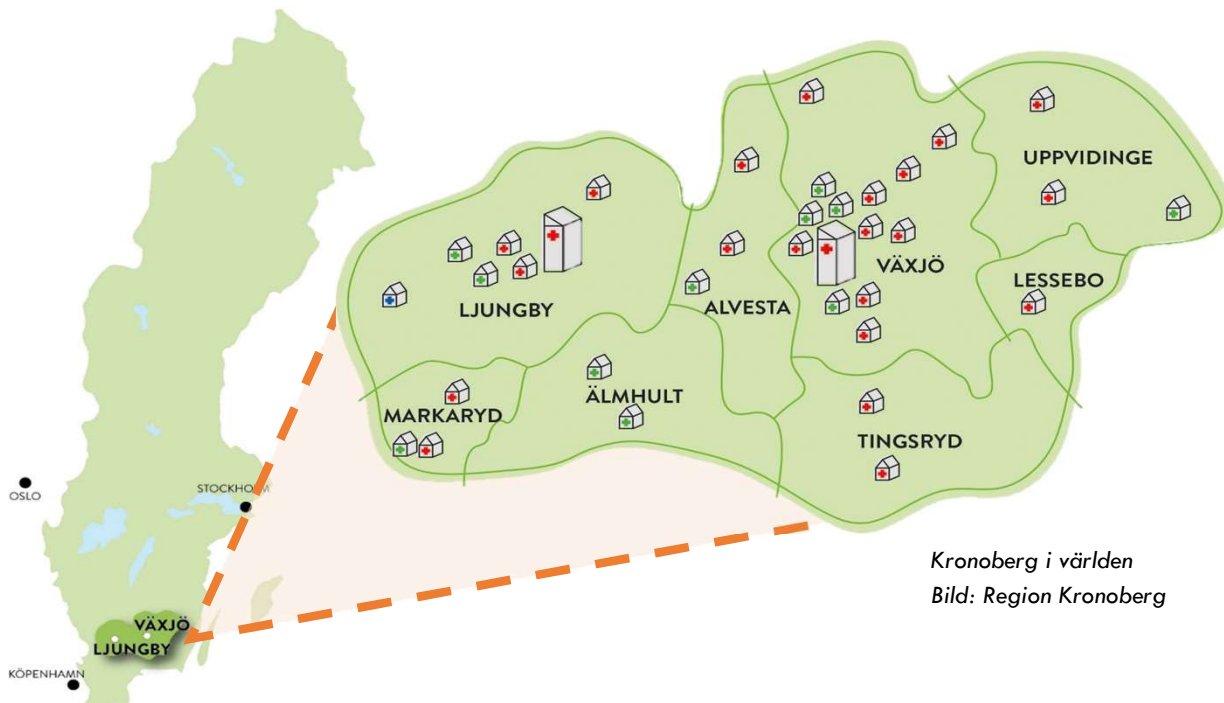 UPPVIDINGE
VÄXJÖ
LESSEBO
LJUNGBY
ALVESTA
ÄLMHULT
MARKARYD
TINGSRYD
OSLO
STOCKHOLM
Kronoberg i världen
Bild: Region Kronoberg
VÄXJÖ
LJUNGBY
KÖPENHAMN